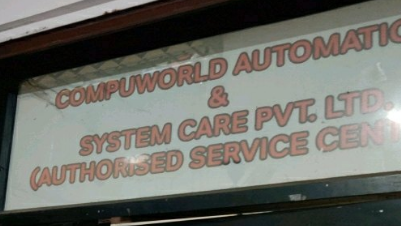 COMPUWORLD AUTOMATIC
&
SYSTEM CARE PVT. LTD.
(AUTHORISED SERVICE CENT